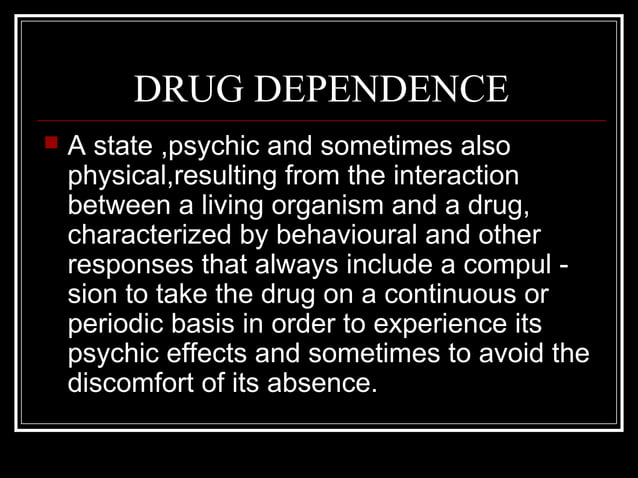 DRUG DEPENDENCE
A state ,psychic and sometimes also
physical,resulting from the interaction
between a living organism and a drug,
characterized by behavioural and other
responses that always include a compul -
sion to take the drug on a continuous or
periodic basis in order to experience its
psychic effects and sometimes to avoid the
discomfort of its absence.